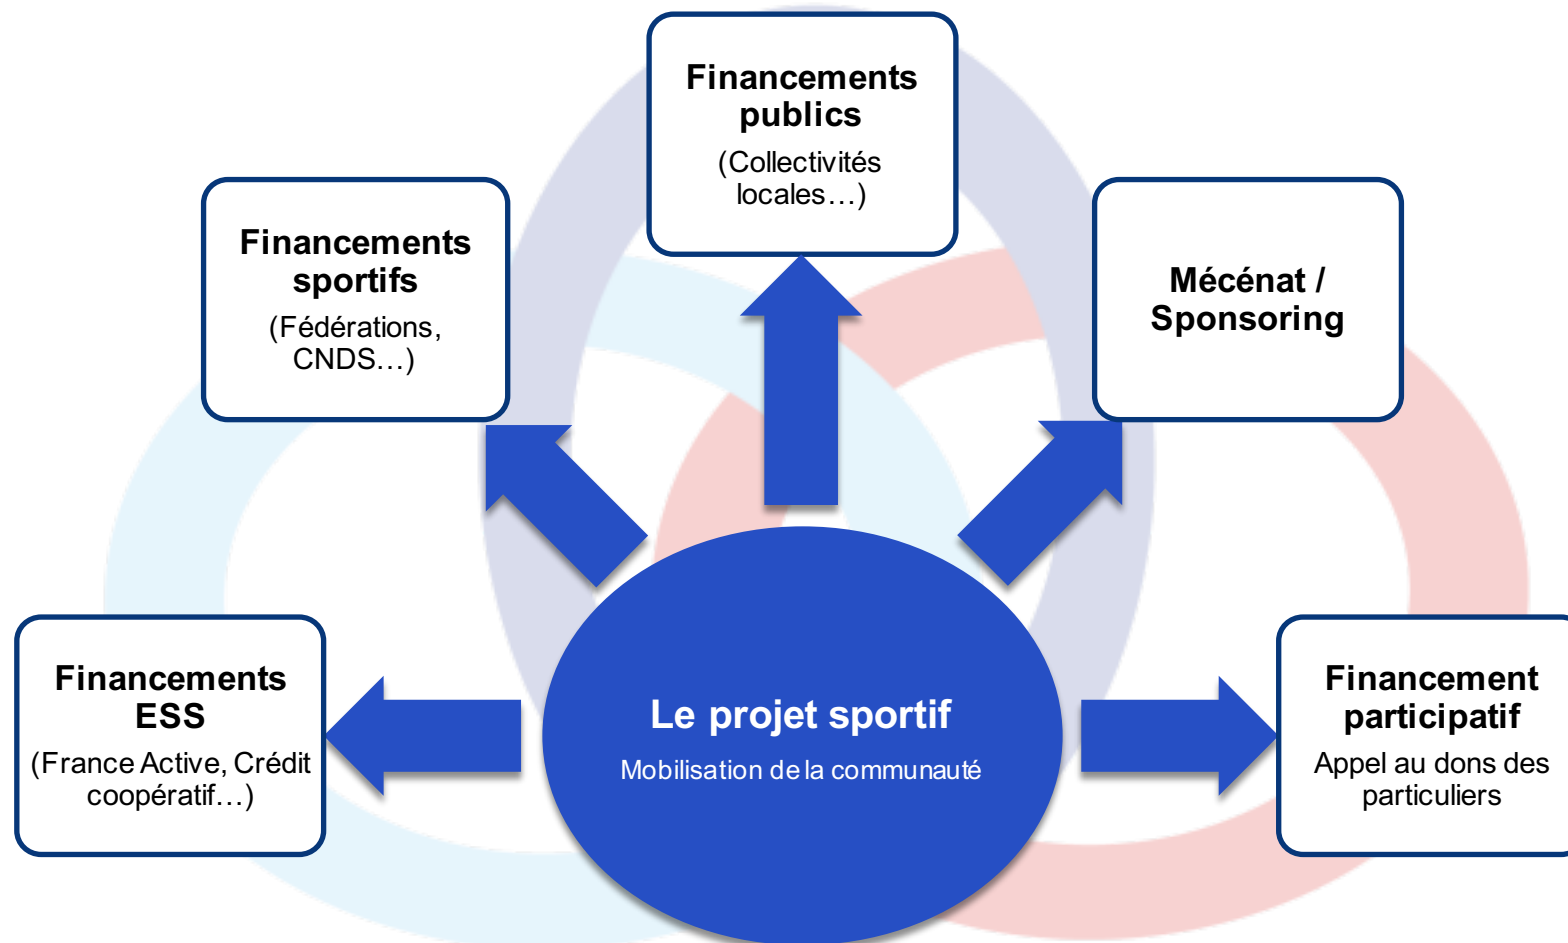 Financements
publics
(Collectivités
locales…)
Financements
sportifs
(Fédérations,
CNDS…)
Mécénat /
Sponsoring
Financements
ESS
(France Active, Crédit
coopératif…)
Le projet sportif
Mobilisation de la communauté
Financement
participatif
Appel au dons des
particuliers